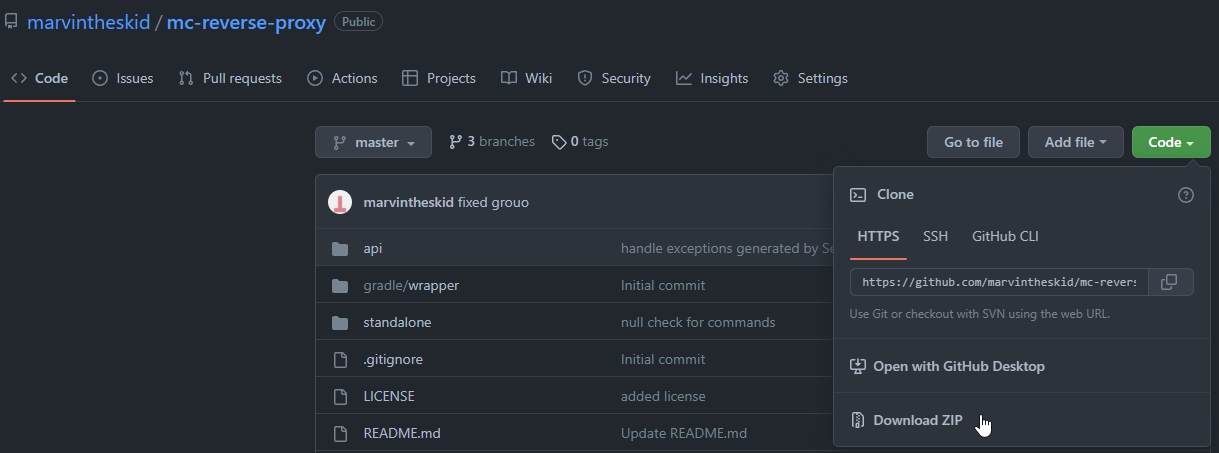 marvintheskid / mc-reverse-proxy Public
Code Issues Pull requests Actions Projects Wiki Security Insights Settings
master 3 branches 0 tags Go to file Add file Code
marvintheskid fixed grouo
api handle exceptions generated by Se
gradle/wrapper Initial commit
standalone null check for commands
.gitignore Initial commit
LICENSE added license
README.md Update README.md
Clone
HTTPS SSH GitHub CLI
https://github.com/marvintheskid/mc-revers
Use Git or checkout with SVN using the web URL.
Open with GitHub Desktop
Download ZIP